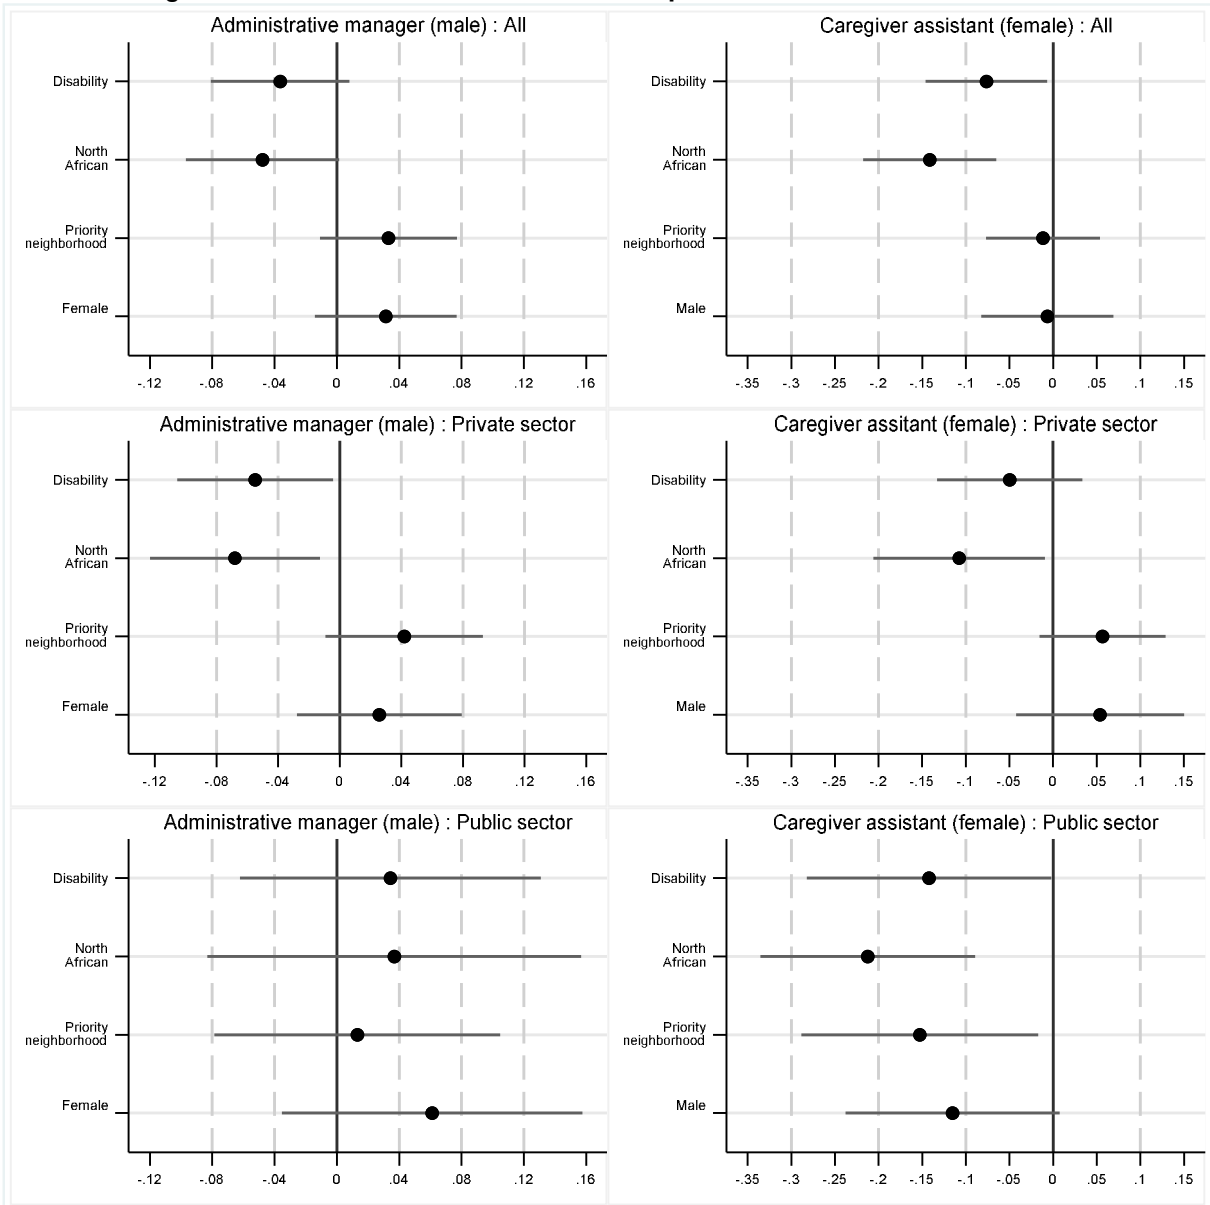 Administrative manager (male) : All
Disability
North
African
Priority
neighborhood
Female
-.12 -.08 -.04 0 .04 .08 .12 .16
Caregiver assistant (female) : All
Disability
North
African
Priority
neighborhood
Male
-.35 -.3 -.25 -.2 -.15 -.1 -.05 0 .05 .1 .15
Administrative manager (male) : Private sector
Disability
North
African
Priority
neighborhood
Female
-.12 -.08 -.04 0 .04 .08 .12 .16
Caregiver assitant (female) : Private sector
Disability
North
African
Priority
neighborhood
Male
-.35 -.3 -.25 -.2 -.15 -.1 -.05 0 .05 .1 .15
Administrative manager (male) : Public sector
Disability
North
African
Priority
neighborhood
Female
-.12 -.08 -.04 0 .04 .08 .12 .16
Caregiver assistant (female) : Public sector
Disability
North
African
Priority
neighborhood
Male
-.35 -.3 -.25 -.2 -.15 -.1 -.05 0 .05 .1 .15